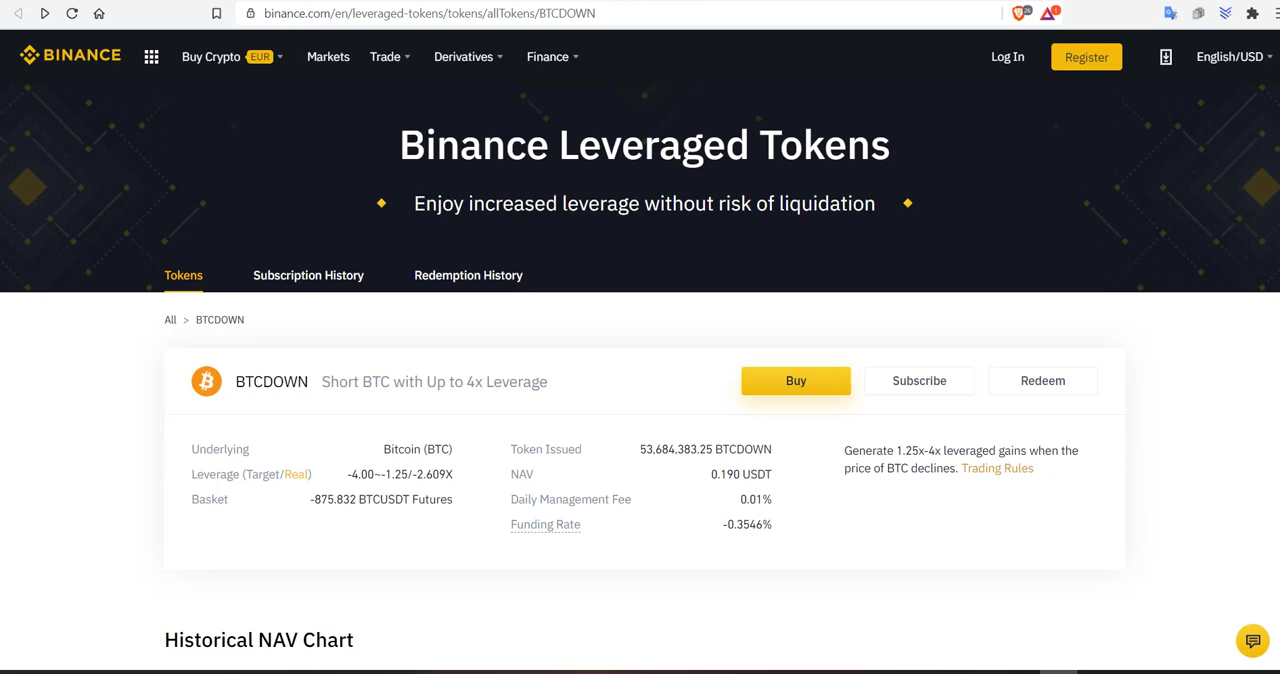 binance.com/en/leveraged-tokens/tokens/allTokens/BTCDOWN
26
1
BINANCE
Buy Crypto EUR
Markets
Trade
Derivatives
Finance
Log In
Register
English/USD
Binance Leveraged Tokens
Enjoy increased leverage without risk of liquidation
Tokens
Subscription History
Redemption History
All > BTCDOWN
BTCDOWN Short BTC with Up to 4x Leverage
Buy
Subscribe
Redeem
Underlying Bitcoin (BTC)
Leverage (Target/Real) -4.00~-1.25/-2.609X
Basket -875.832 BTCUSDT Futures
Token Issued 53,684,383.25 BTCDOWN
NAV 0.190 USDT
Daily Management Fee 0.01%
Funding Rate -0.3546%
Generate 1.25x-4x leveraged gains when the
price of BTC declines. Trading Rules
Historical NAV Chart